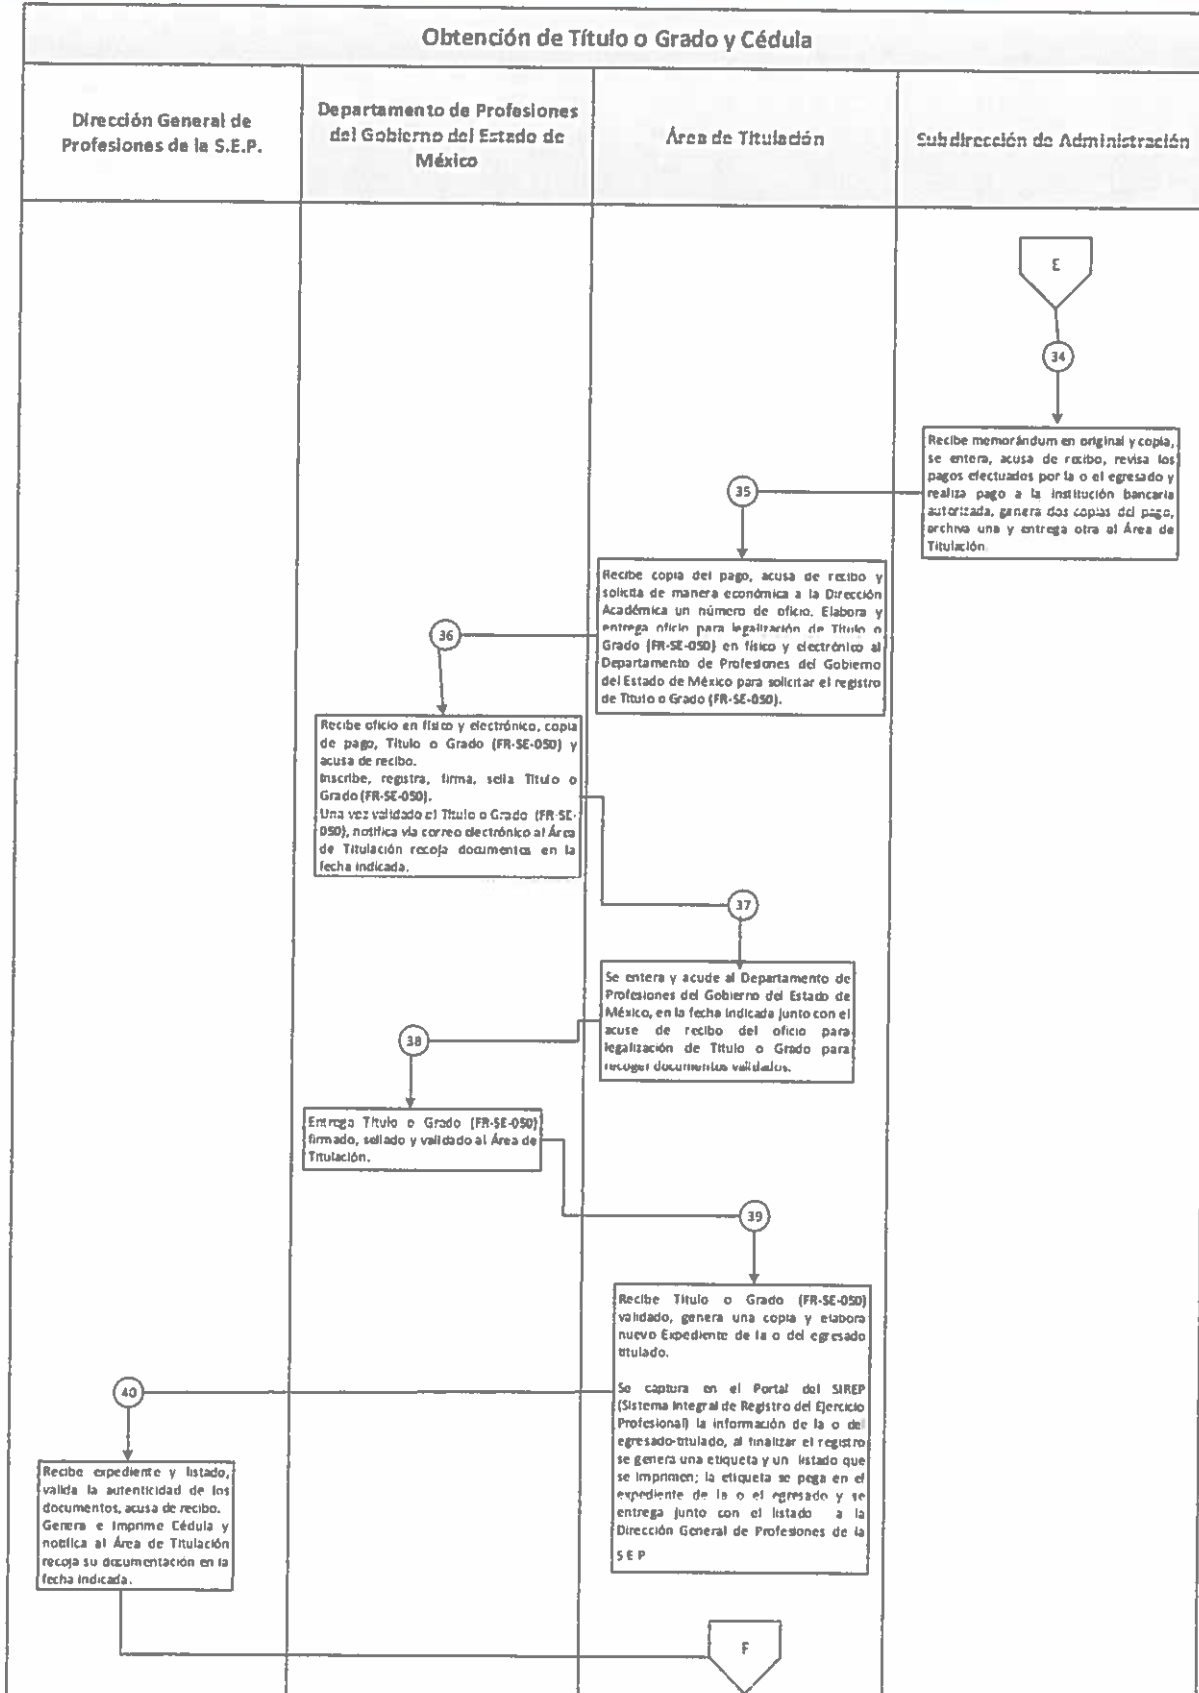 Obtención de Título o Grado y Cédula
Dirección General de
Profesiones de la S.E.P.
Departamento de Profesiones
del Gobierno del Estado de
México
Área de Titulación
Subdirección de Administración
E
34
Recibe memorándum en original y copia,
se entera, acusa de recibo, revisa los
pagos efectuados por la o el egresado y
realiza pago a la institución bancaria
autorizada, genera dos copias del pago,
archiva una y entrega otra al Área de
Titulación.
35
Recibe copia del pago, acusa de recibo y
solicita de manera económica a la Dirección
Académica un número de oficio. Elabora y
entrega oficio para legalización de Título o
Grado (FR-SE-050) en físico y electrónico al
Departamento de Profesiones del Gobierno
del Estado de México para solicitar el registro
de Título o Grado (FR-SE-050).
36
Recibe oficio en físico y electrónico, copia
de pago, Título o Grado (FR-SE-050) y
acusa de recibo.
Inscribe, registra, firma, sella Título o
Grado (FR-SE-050).
Una vez validado el Título o Grado (FR-SE-
050), notifica vía correo electrónico al Área
de Titulación recoja documentos en la
fecha indicada.
37
Se entera y acude al Departamento de
Profesiones del Gobierno del Estado de
México, en la fecha indicada junto con el
acuse de recibo del oficio para
legalización de Título o Grado para
recoger documentos validados.
38
Entrega Título o Grado (FR-SE-050)
firmado, sellado y validado al Área de
Titulación.
39
Recibe Título o Grado (FR-SE-050)
validado, genera una copia y elabora
nuevo Expediente de la o del egresado
titulado.
Se captura en el Portal del SIREP
(Sistema Integral de Registro del Ejercicio
Profesional) la información de la o del
egresado-titulado, al finalizar el registro
se genera una etiqueta y un listado que
se imprimen; la etiqueta se pega en el
expediente de la o el egresado y se
entrega junto con el listado a la
Dirección General de Profesiones de la
S E P
40
Recibe expediente y listado,
valida la autenticidad de los
documentos, acusa de recibo.
Genera e Imprime Cédula y
notifica al Área de Titulación
recoja su documentación en la
fecha indicada.
F